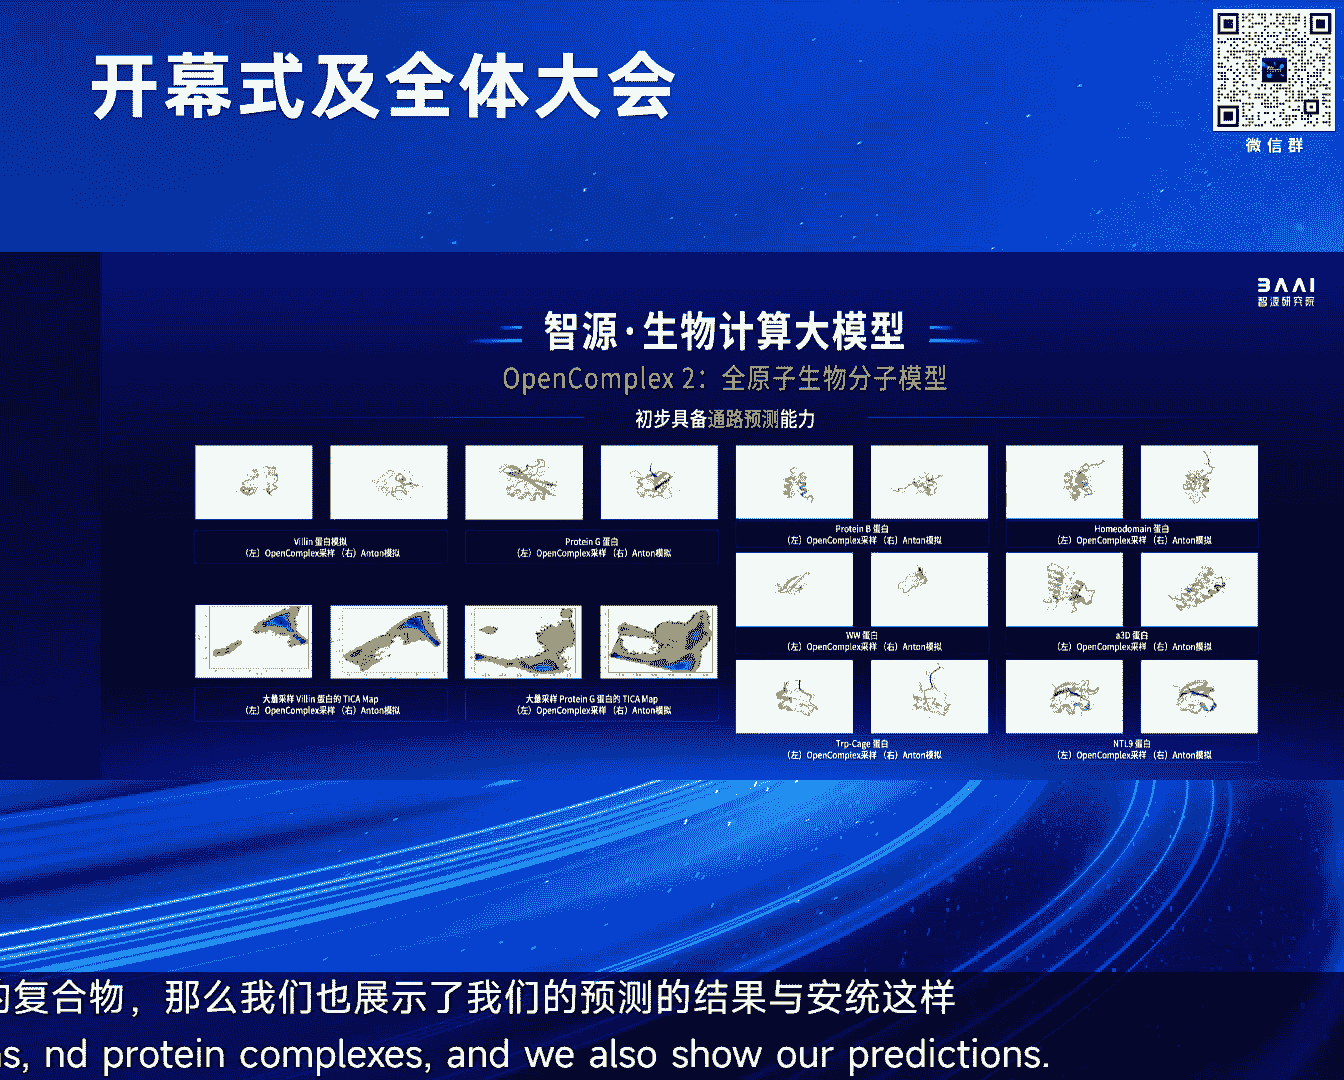 开幕式及全体大会
微信群
BAAI
智源研究院
智源·生物计算大模型
OpenComplex 2：全原子生物分子模型
初步具备通路预测能力
Villin 蛋白模拟
（左）OpenComplex采样 （右）Anton模拟
Protein G 蛋白
（左）OpenComplex采样 （右）Anton模拟
Protein B 蛋白
（左）OpenComplex采样 （右）Anton模拟
Homeodomain 蛋白
（左）OpenComplex采样 （右）Anton模拟
WW 蛋白
（左）OpenComplex采样 （右）Anton模拟
a3D 蛋白
（左）OpenComplex采样 （右）Anton模拟
大量采样 Villin 蛋白的 TICA Map
（左）OpenComplex采样 （右）Anton模拟
大量采样 Protein G 蛋白的 TICA Map
（左）OpenComplex采样 （右）Anton模拟
Trp-Cage 蛋白
（左）OpenComplex采样 （右）Anton模拟
NTL9 蛋白
（左）OpenComplex采样 （右）Anton模拟
的复合物，那么我们也展示了我们的预测的结果与安统这样
s, nd protein complexes, and we also show our predictions.